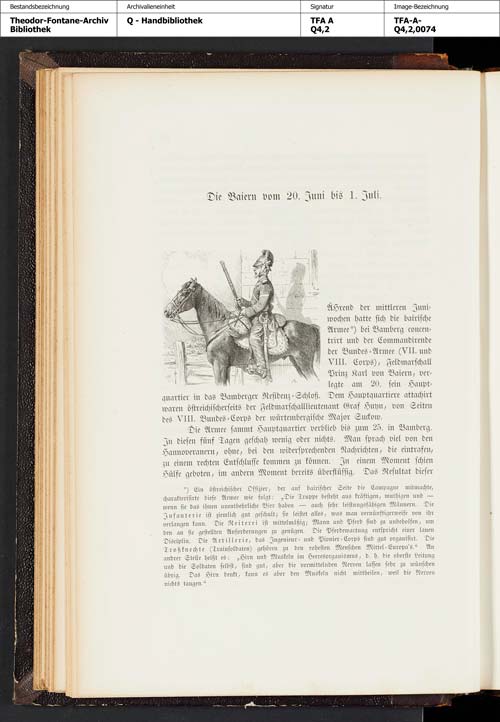 Bestandsbezeichnung Archivalieneinheit Signatur Image-Bezeichnung
Theodor-Fontane-Archiv Q - Handbibliothek TFA A TFA-A-
Bibliothek Q4,2 Q4,2,0074
Die Baiern vom 20. Juni bis 1. Juli.
Ährend der mittleren Juni-
wochen hatte sich die bairische
Armee*) bei Bamberg concen-
trirt und der Commandirende
der Bundes-Armee (VII. und
VIII. Corps), Feldmarschall
Prinz Karl von Baiern, ver-
legte am 20. sein Haupt-
quartier in das Bamberger Residenz-Schloß. Dem Hauptquartiere attachirt
waren östreichischerseits der Feldmarschalllieutenant Graf Huyn, von Seiten
des VIII. Bundes-Corps der würtembergische Major Suckow.
Die Armee sammt Hauptquartier verblieb bis zum 25. in Bamberg.
In diesen fünf Tagen geschah wenig oder nichts. Man sprach viel von den
Hannoveranern, ohne, bei den widersprechenden Nachrichten, die eintrafen,
zu einem rechten Entschlusse kommen zu können. In einem Moment schien
Hülfe geboten, im andern Moment bereits überflüssig. Das Resultat dieser
*) Ein östreichischer Offizier, der auf bairischer Seite die Campagne mitmachte,
charakterisirte diese Armee wie folgt: „Die Truppe besteht aus kräftigen, muthigen und —
wenn sie das ihnen unentbehrliche Bier haben — auch sehr leistungsfähigen Männern. Die
Infanterie ist ziemlich gut geschult; sie leistet alles, was man vernünftigerweise von ihr
verlangen kann. Die Reiterei ist mittelmäßig; Mann und Pferd sind zu unbeholfen, um
den an sie gestellten Anforderungen zu genügen. Die Pferdewartung entspricht einer lauen
Disciplin. Die Artillerie, das Ingenieur- und Pionier-Corps sind gut organisirt. Die
Troßknechte (Trainsoldaten) gehören zu den rohesten Menschen Mittel-Europa's.“ An
andrer Stelle heißt es: „Hirn und Muskeln im Heeresorganismus, d. h. die oberste Leitung
und die Soldaten selbst, sind gut, aber die vermittelnden Nerven lassen sehr zu wünschen
übrig. Das Hirn denkt, kann es aber den Muskeln nicht mittheilen, weil die Nerven
nichts taugen.“